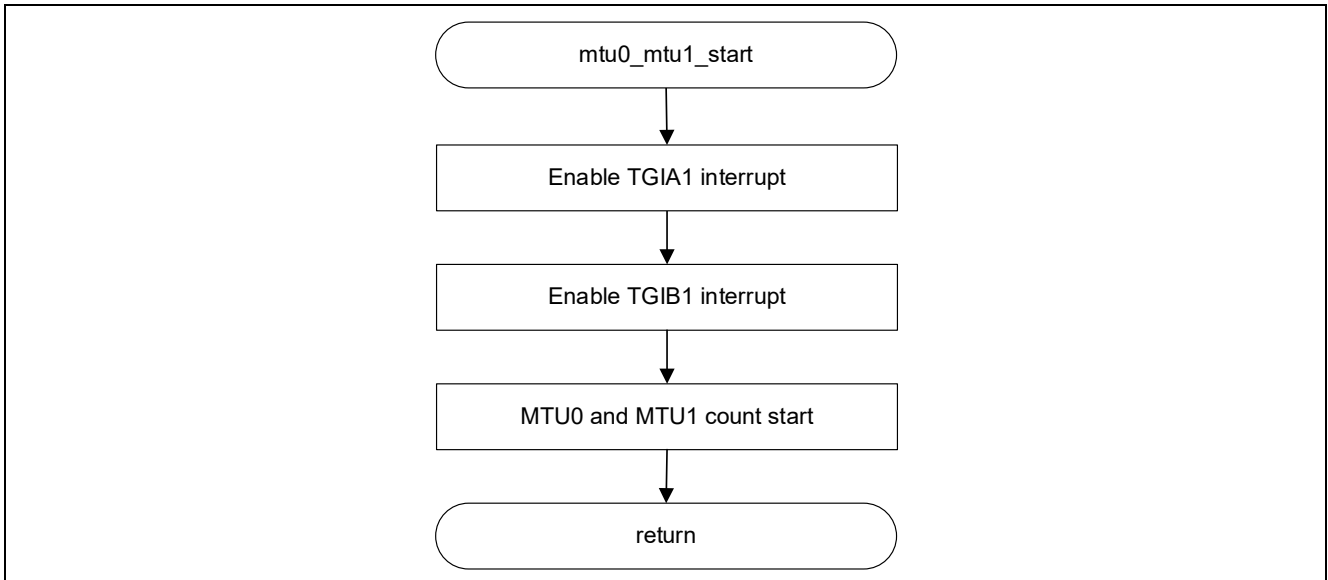 mtu0_mtu1_start
Enable TGIA1 interrupt
Enable TGIB1 interrupt
MTU0 and MTU1 count start
return